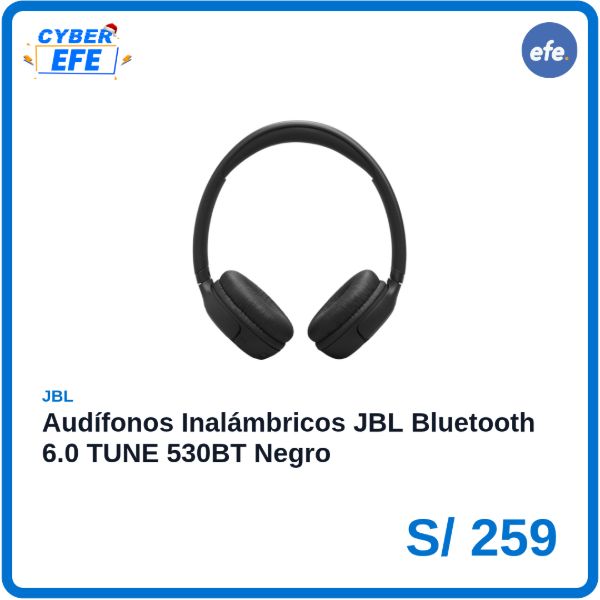 CYBER
EFE
efe.
JBL
Audífonos Inalámbricos JBL Bluetooth
6.0 TUNE 530BT Negro
S/ 259